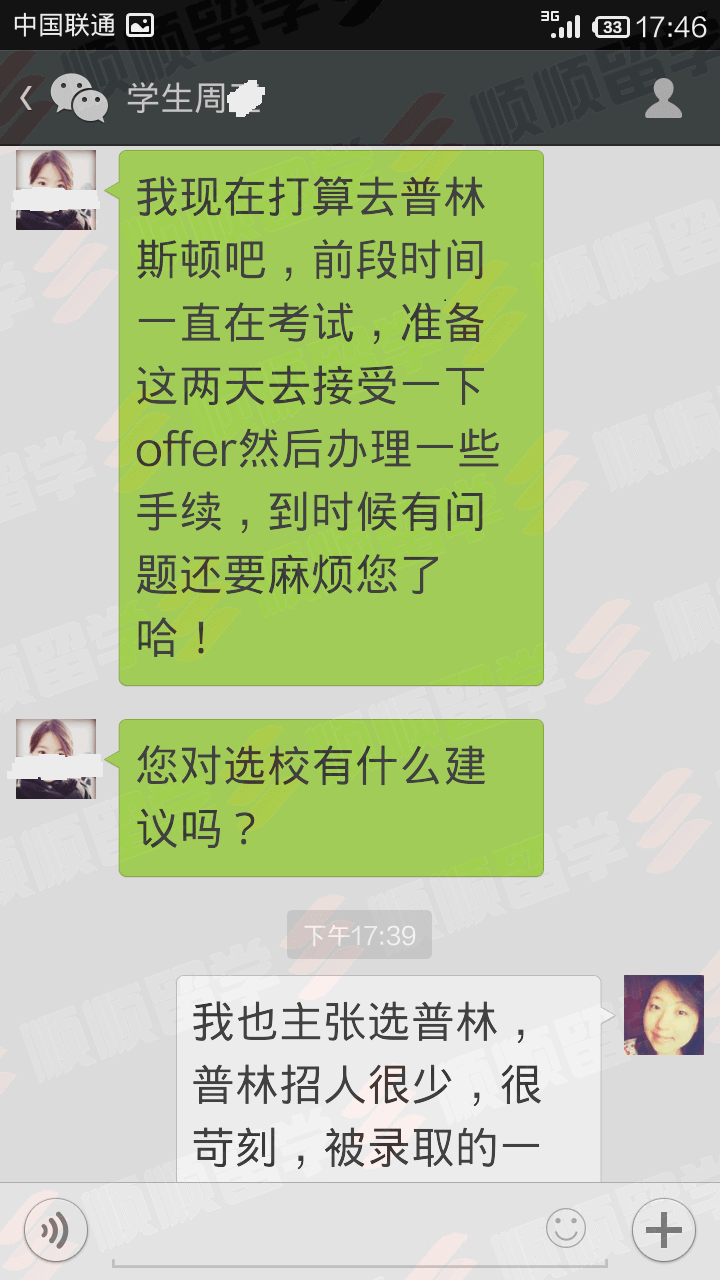 中国联通
3G
33
17:46
学生周
我现在打算去普林
斯顿吧，前段时间
一直在考试，准备
这两天去接受一下
offer然后办理一些
手续，到时候有问
题还要麻烦您了
哈！
您对选校有什么建
议吗？
下午17:39
我也主张选普林，
普林招人很少，很
苛刻，被录取的一
顺顺留学